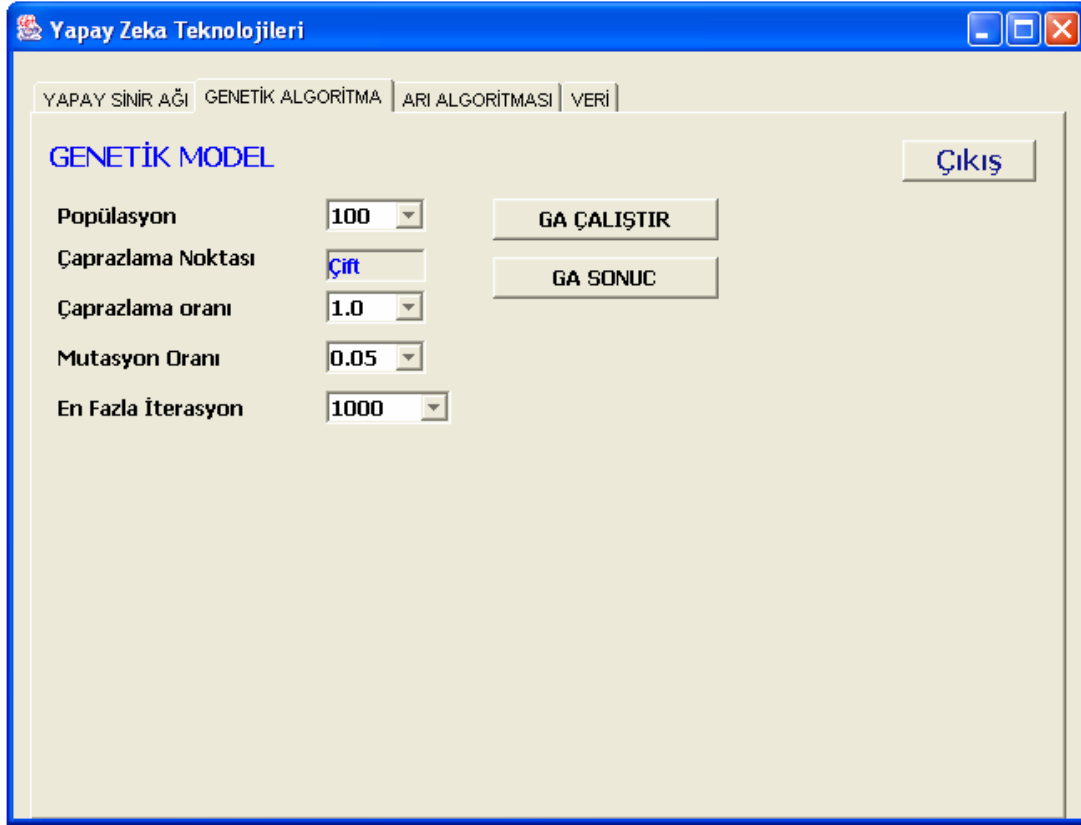 Yapay Zeka Teknolojileri
YAPAY SİNİR AĞI GENETİK ALGORİTMA ARI ALGORİTMASI VERİ
GENETİK MODEL Çıkış
Popülasyon 100 GA ÇALIŞTIR
Çaprazlama Noktası Çift GA SONUC
Çaprazlama oranı 1.0
Mutasyon Oranı 0.05
En Fazla İterasyon 1000